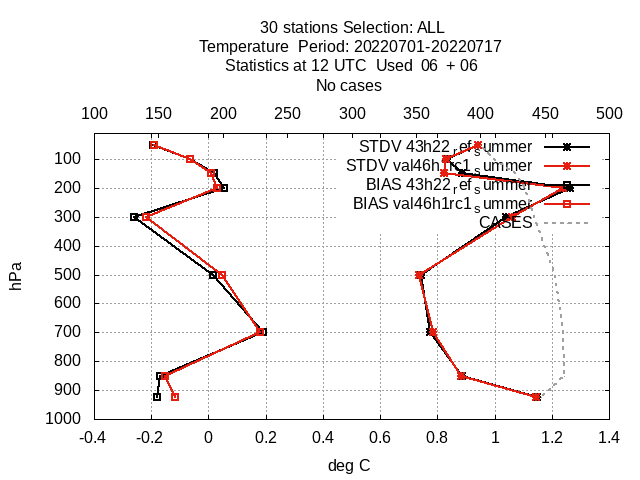 30 stations Selection: ALL
Temperature  Period: 20220701-20220717
Statistics at 12 UTC  Used  06  + 06
No cases
100 150 200 250 300 350 400 450 500
STDV 43h22_ref_summer
STDV val46h1rc1_summer
BIAS 43h22_ref_summer
BIAS val46h1rc1_summer
CASES
100
200
300
400
500
600
700
800
900
1000
hPa
-0.4 -0.2 0 0.2 0.4 0.6 0.8 1 1.2 1.4
deg C